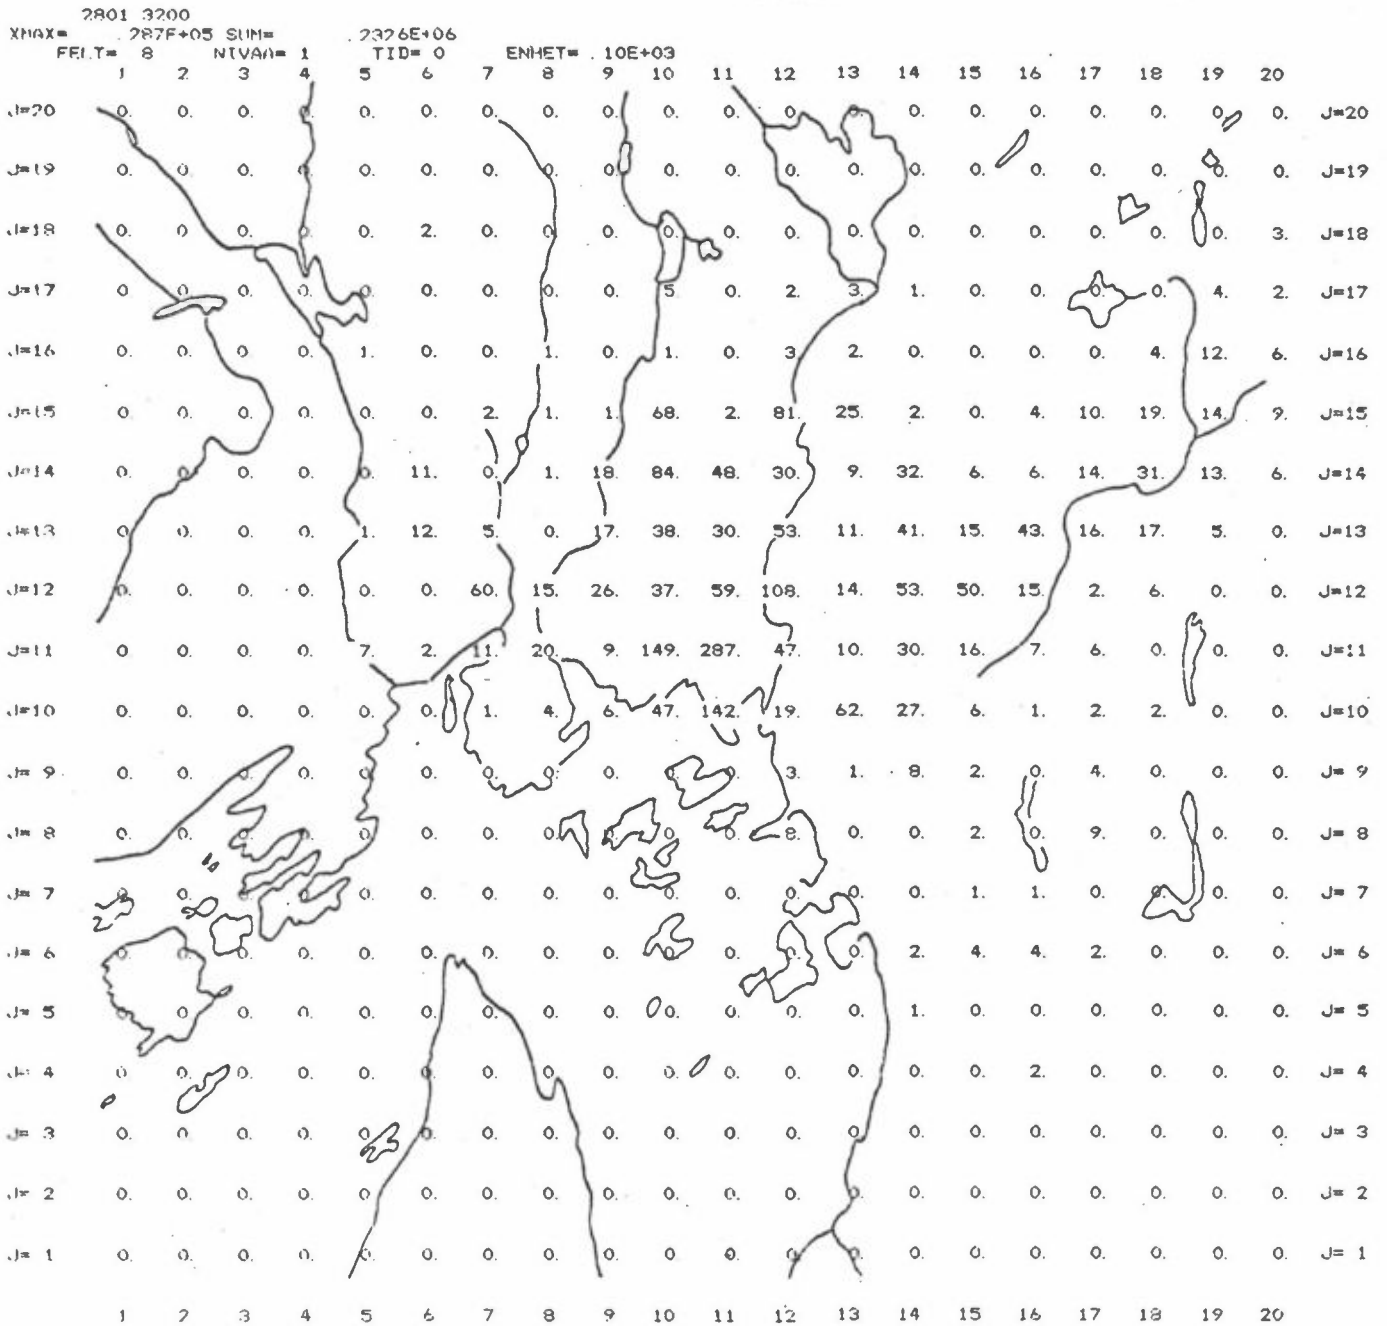 2801 3200
XMAX= .287E+05 SUM= .2326E+06
FELT= 8 NIVAA= 1 TID= 0 ENHET= .10E+03
1 2 3 4 5 6 7 8 9 10 11 12 13 14 15 16 17 18 19 20
J=20 0. 0. 0. 0. 0. 0. 0. 0. 0. 0. 0. 0. 0. 0. 0. 0. 0. 0. 0. 0. J=20
J=19 0. 0. 0. 0. 0. 0. 0. 0. 0. 0. 0. 0. 0. 0. 0. 0. 0. 0. 0. 0. J=19
J=18 0. 0. 0. 0. 0. 2. 0. 0. 0. 0. 0. 0. 0. 0. 0. 0. 0. 0. 0. 3. J=18
J=17 0 0. 0. 0. 0. 0. 0. 0. 0. 5. 0. 2. 3. 1. 0. 0. 0. 0. 4. 2. J=17
J=16 0. 0. 0. 0. 1. 0. 0. 1. 0. 1. 0. 3. 2. 0. 0. 0. 0. 4. 12. 6. J=16
J=15 0. 0. 0. 0. 0. 0. 2. 1. 1. 68. 2. 81. 25. 2. 0. 4. 10. 19. 14. 9. J=15
J=14 0. 0. 0. 0. 0. 11. 0. 1. 18. 84. 48. 30. 9. 32. 6. 6. 14. 31. 13. 6. J=14
J=13 0. 0. 0. 0. 1. 12. 5. 0. 17. 38. 30. 53. 11. 41. 15. 43. 16. 17. 5. 0. J=13
J=12 0. 0. 0. 0. 0. 0. 60. 15. 26. 37. 59. 108. 14. 53. 50. 15. 2. 6. 0. 0. J=12
J=11 0 0. 0. 0. 7. 2. 11. 20. 9. 149. 287. 47. 10. 30. 16. 7. 6. 0. 0. 0. J=11
J=10 0. 0. 0. 0. 0. 0. 1. 4. 6. 47. 142. 19. 62. 27. 6. 1. 2. 2. 0. 0. J=10
J= 9 0. 0. 0. 0. 0. 0. 0. 0. 0. 0. 0. 3. 1. 8. 2. 0. 4. 0. 0. 0. J= 9
J= 8 0. 0. 0. 0. 0. 0. 0. 0. 0. 0. 0. 8. 0. 0. 2. 0. 9. 0. 0. 0. J= 8
J= 7 0. 0. 0. 0. 0. 0. 0. 0. 0. 0. 0. 0. 0. 0. 1. 1. 0. 0. 0. 0. J= 7
J= 6 0. 0. 0. 0. 0. 0. 0. 0. 0. 0. 0. 0. 0. 2. 4. 4. 2. 0. 0. 0. J= 6
J= 5 0. 0. 0. 0. 0. 0. 0. 0. 0. 0. 0. 0. 0. 1. 0. 0. 0. 0. 0. 0. J= 5
J= 4 0 0. 0. 0. 0. 0. 0. 0. 0. 0. 0. 0. 0. 0. 0. 2. 0. 0. 0. 0. J= 4
J= 3 0. 0 0. 0. 0. 0. 0. 0. 0. 0. 0. 0. 0. 0. 0. 0. 0. 0. 0. 0. J= 3
J= 2 0. 0. 0. 0. 0. 0. 0. 0. 0. 0. 0. 0. 0. 0. 0. 0. 0. 0. 0. 0. J= 2
J= 1 0. 0. 0. 0. 0. 0. 0. 0. 0. 0 0. 0. 0. 0. 0. 0. 0. 0. 0. 0. J= 1
1 2 3 4 5 6 7 8 9 10 11 12 13 14 15 16 17 18 19 20